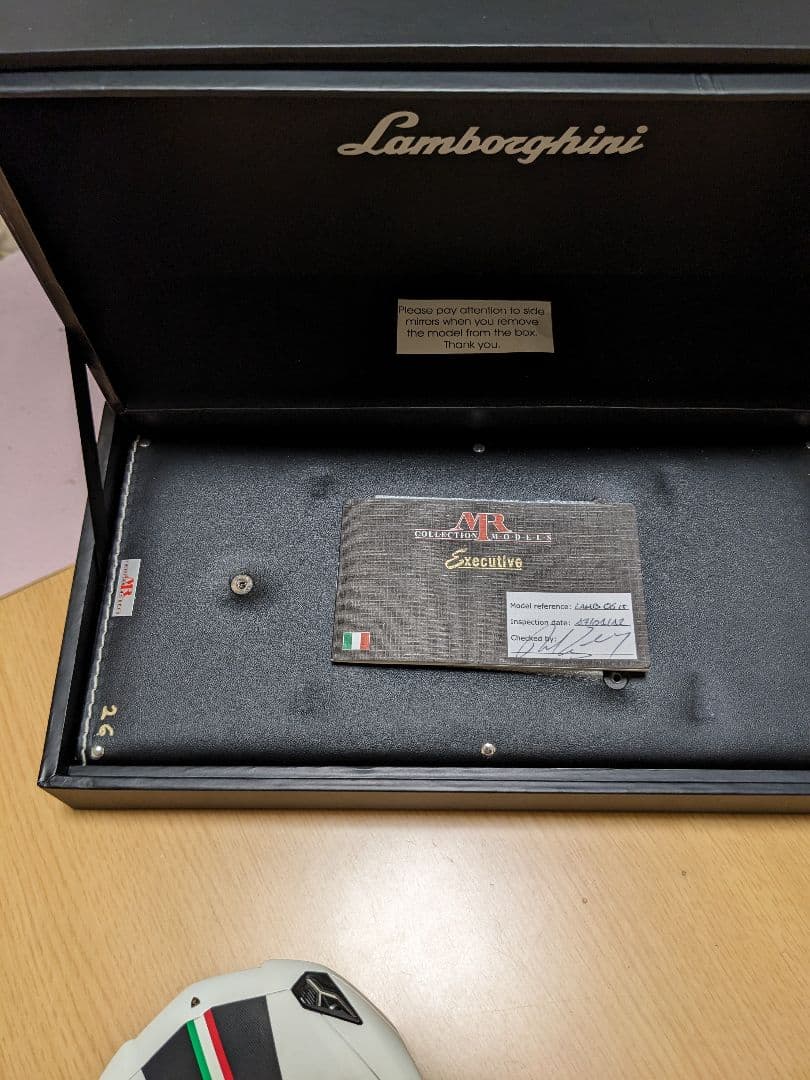 Lamborghini
Please pay attention to side
mirrors when you remove
the model from the box.
Thank you.
MR
COLLECTION MODELS
Executive
Model reference:
Inspection date:
Checked by:
MR
26